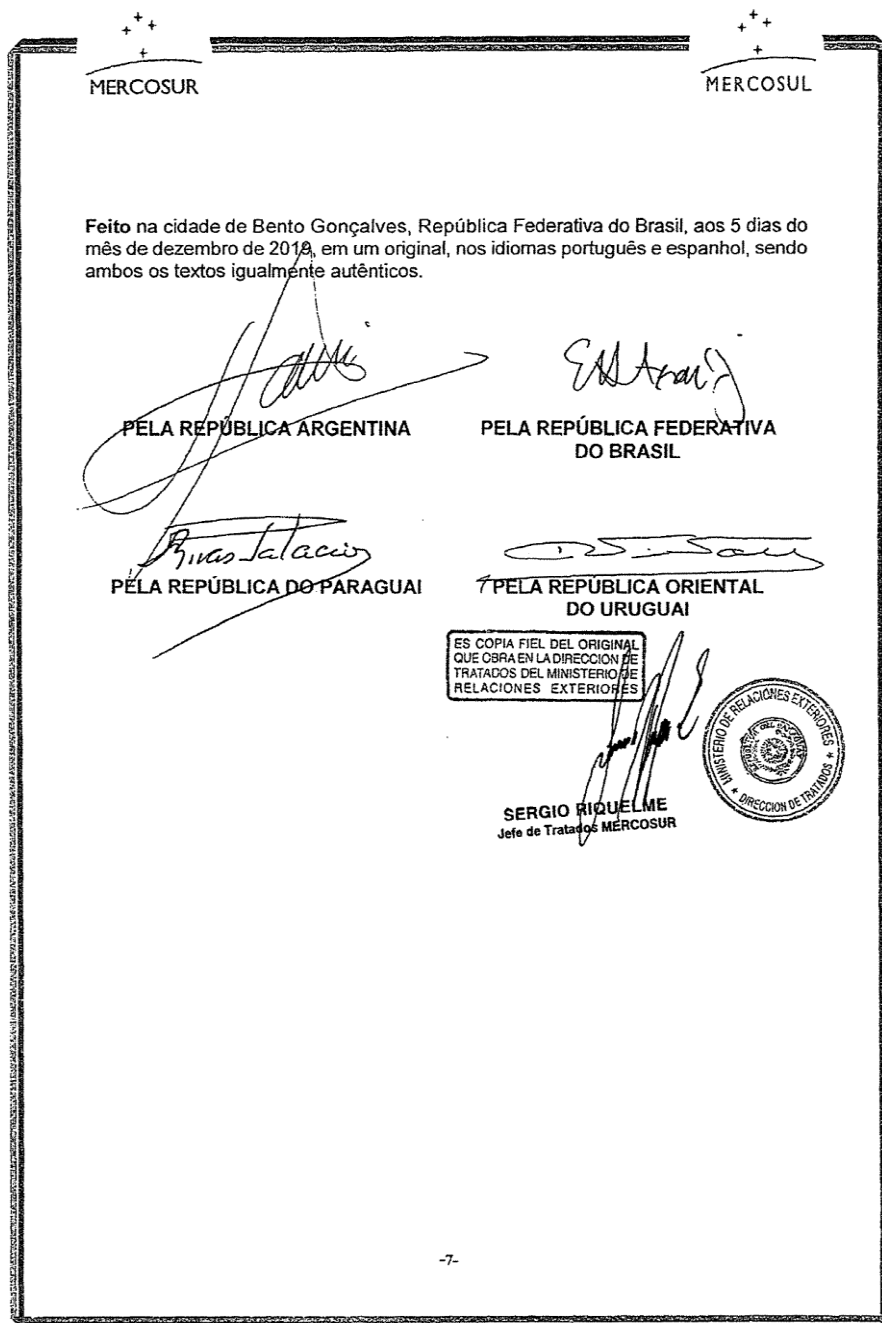 MERCOSUR
MERCOSUL
Feito na cidade de Bento Gonçalves, República Federativa do Brasil, aos 5 dias do
mês de dezembro de 2019, em um original, nos idiomas português e espanhol, sendo
ambos os textos igualmente autênticos.
PELA REPÚBLICA ARGENTINA
PELA REPÚBLICA FEDERATIVA
DO BRASIL
Rivas Palacios
PELA REPÚBLICA DO PARAGUAI
PELA REPÚBLICA ORIENTAL
DO URUGUAI
ES COPIA FIEL DEL ORIGINAL
QUE OBRA EN LA DIRECCION DE
TRATADOS DEL MINISTERIO DE
RELACIONES EXTERIORES
MINISTERIO DE RELACIONES EXTERIORES
* DIRECCION DE TRATADOS *
SERGIO RIQUELME
Jefe de Tratados MERCOSUR
-7-